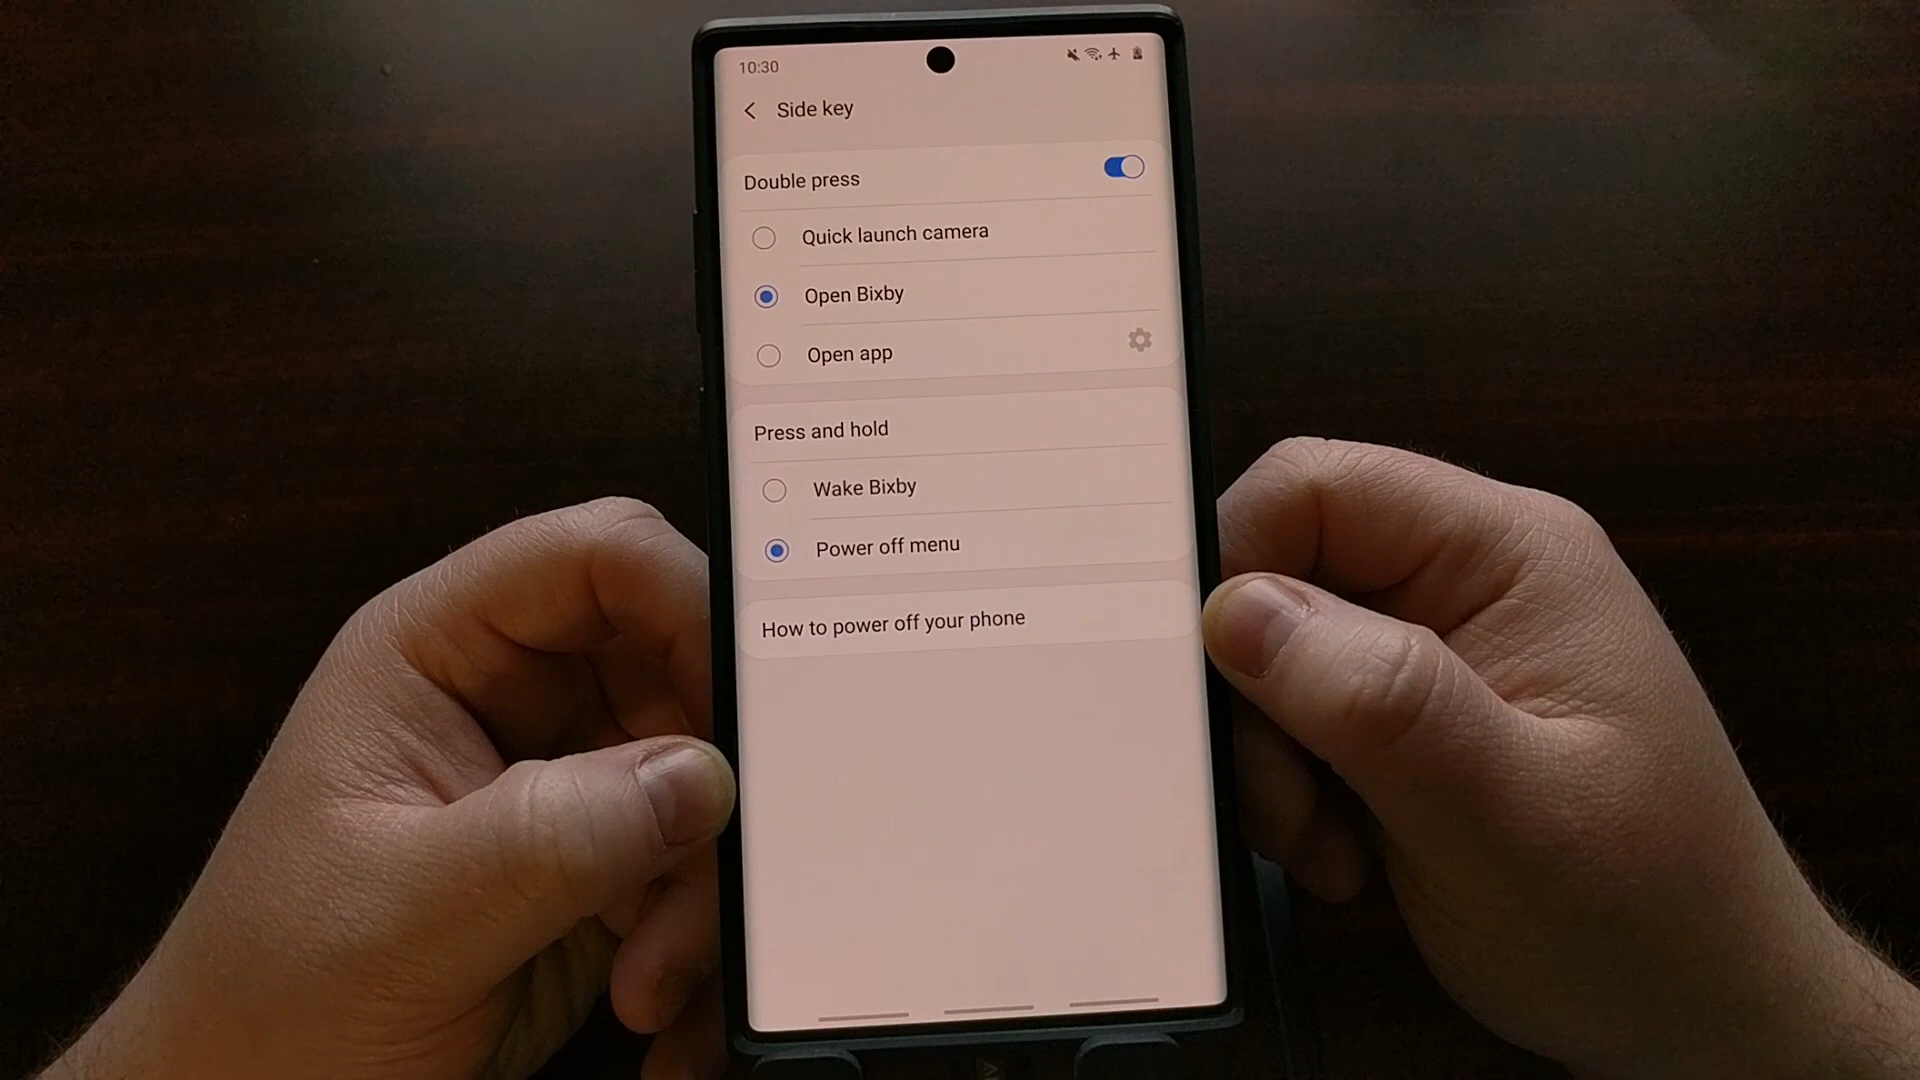 10:30
Side key
Double press
Quick launch camera
Open Bixby
Open app
Press and hold
Wake Bixby
Power off menu
How to power off your phone